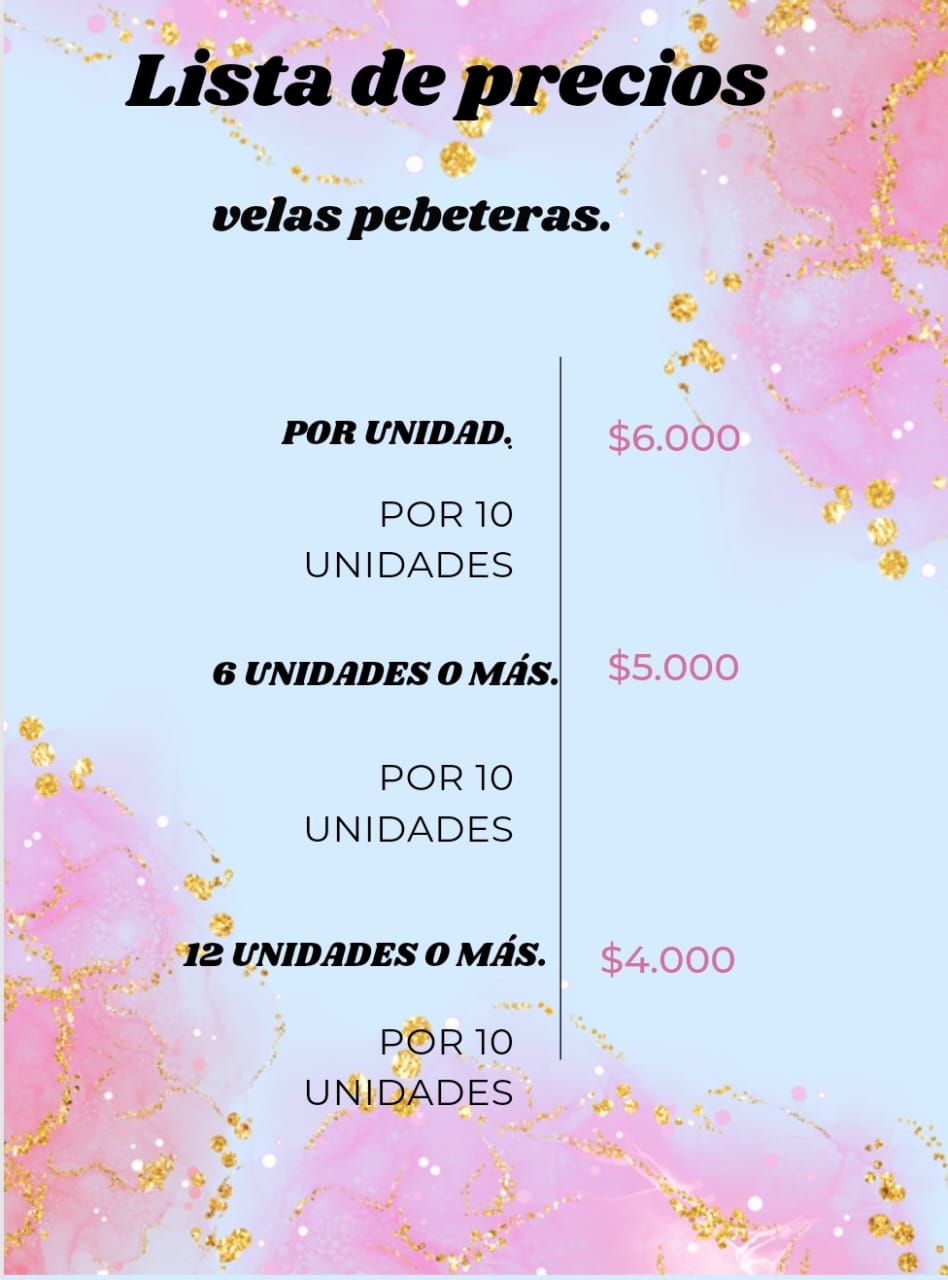 Lista de precios
velas pebeteras.
POR UNIDAD.
$6.000
POR 10
UNIDADES
6 UNIDADES O MÁS.
$5.000
POR 10
UNIDADES
12 UNIDADES O MÁS.
$4.000
POR 10
UNIDADES